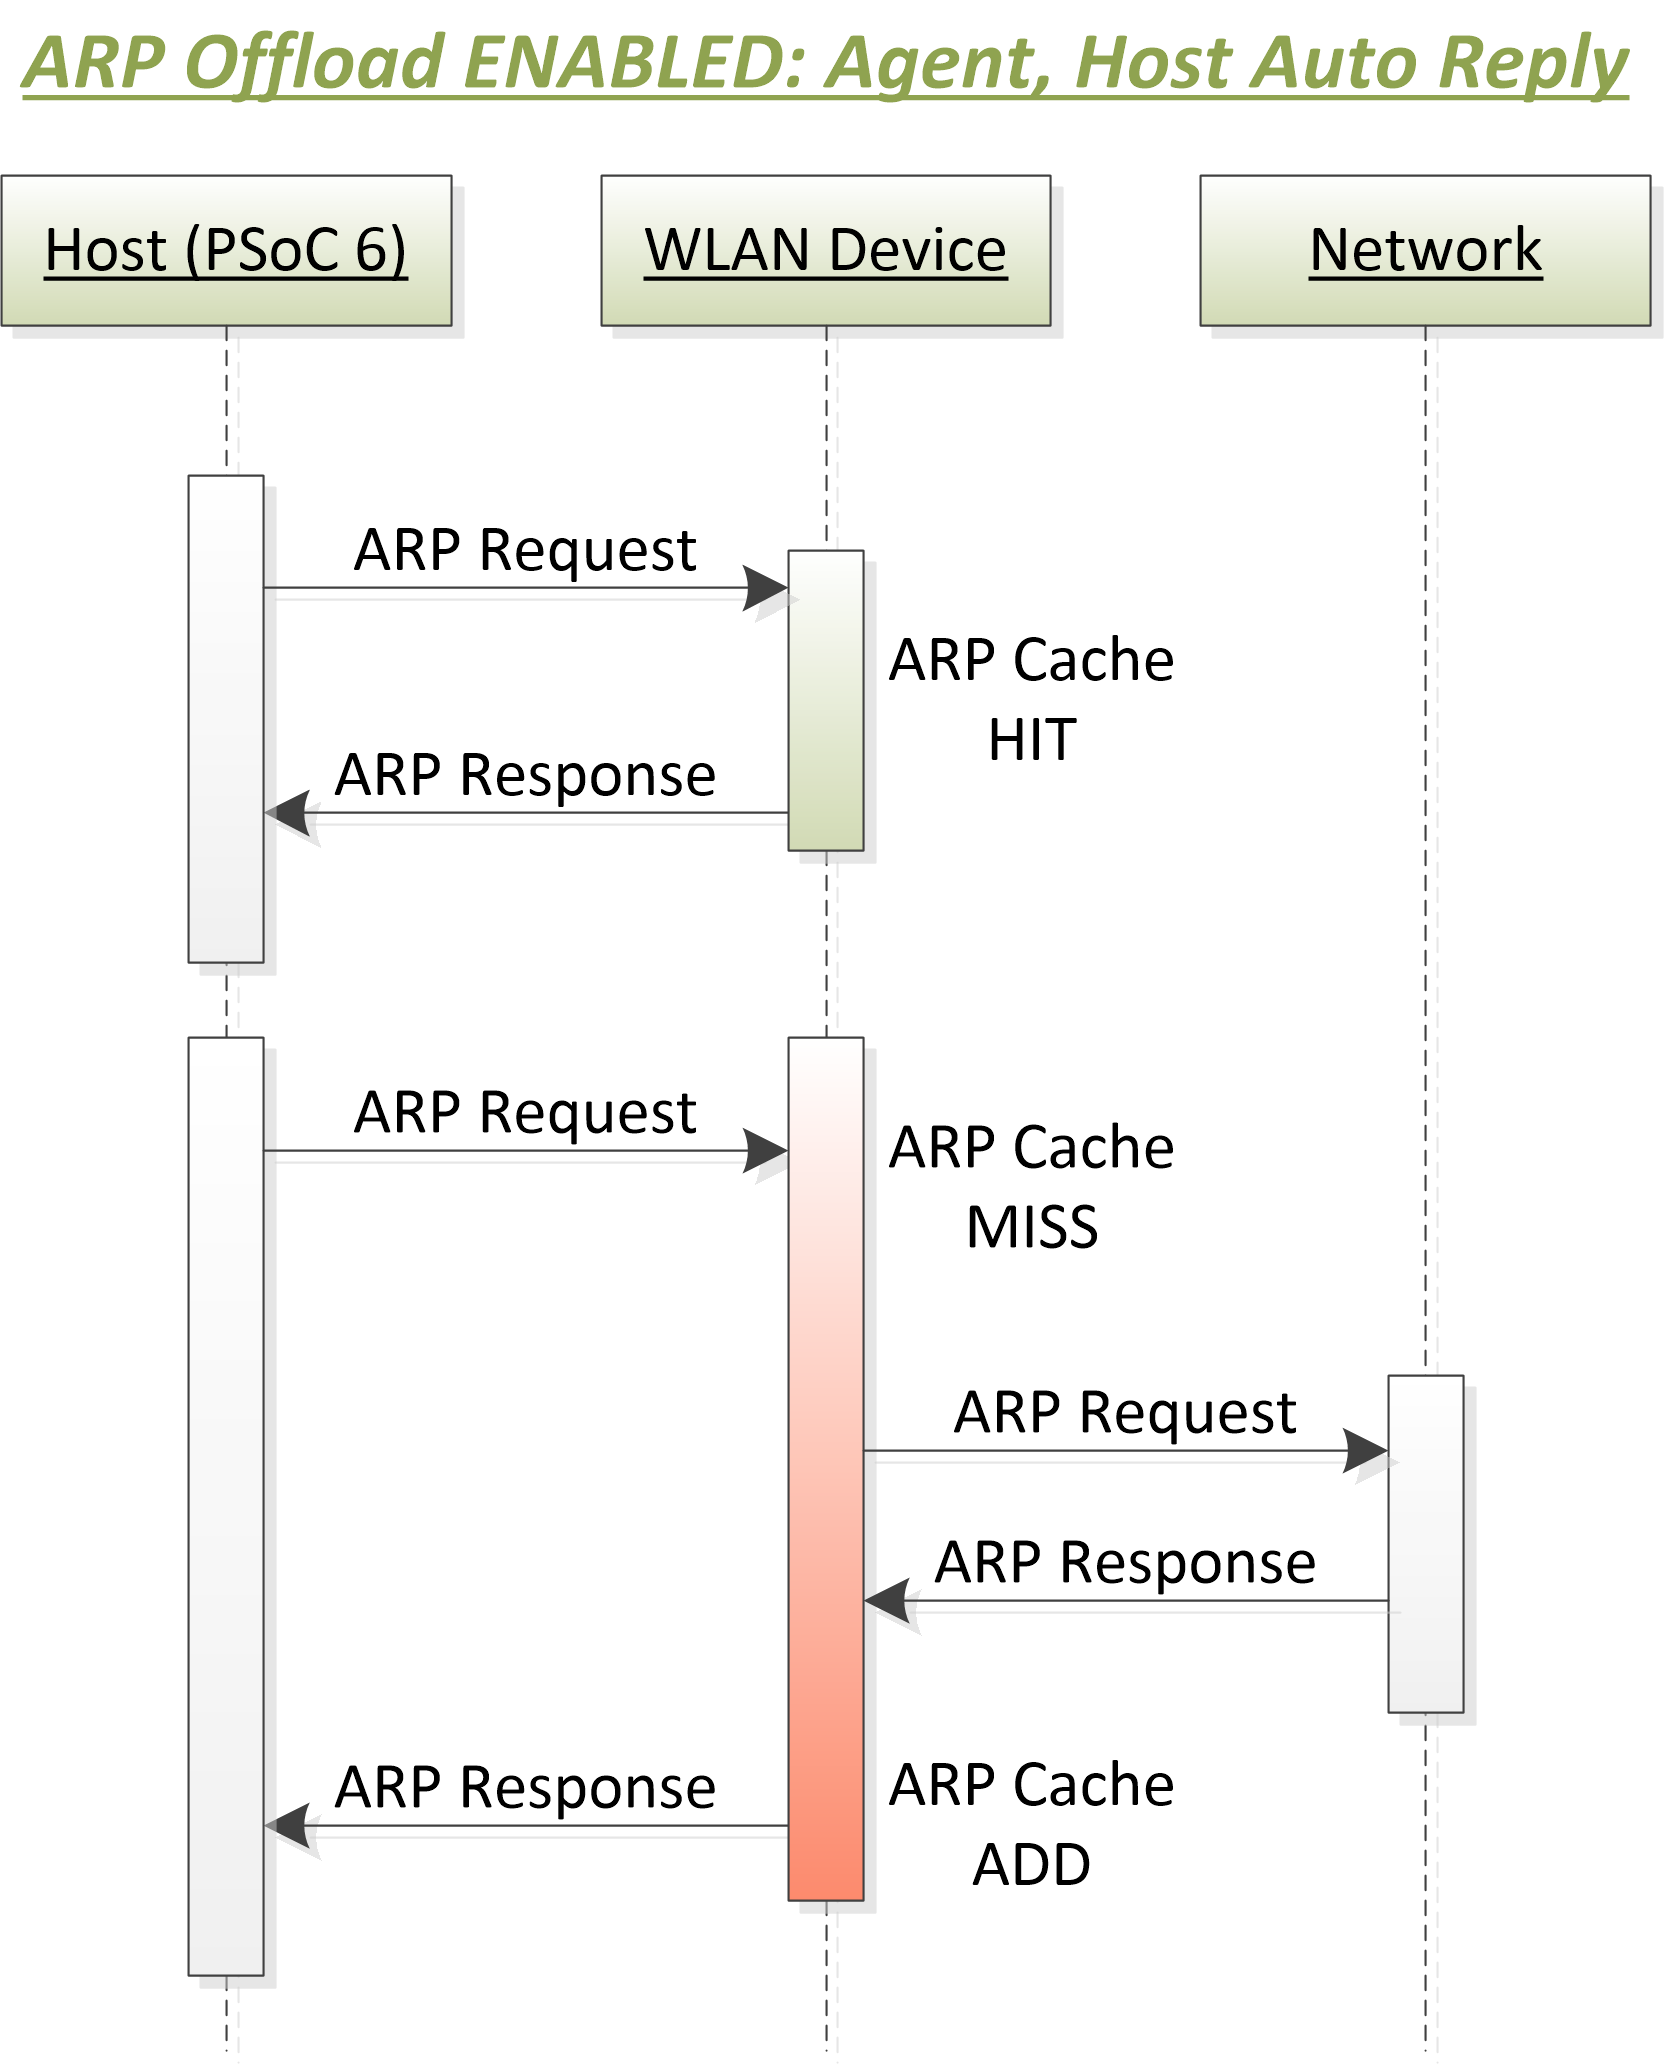 ARP Offload ENABLED: Agent, Host Auto Reply
Host (PSoC 6)
WLAN Device
Network
ARP Request
ARP Cache
HIT
ARP Response
ARP Request
ARP Cache
MISS
ARP Request
ARP Response
ARP Response
ARP Cache
ADD